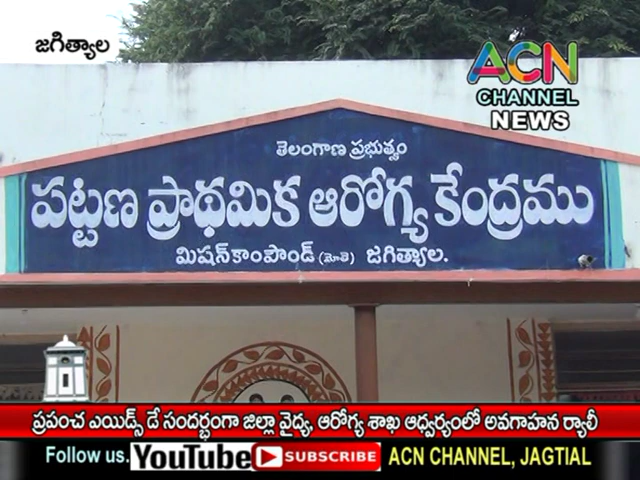 జగిత్యాల
ACN
CHANNEL
NEWS
తెలంగాణ ప్రభుత్వం
పట్టణ ప్రాథమిక ఆరోగ్య కేంద్రము
మిషన్‌కాంపౌండ్ (మోతె) జగిత్యాల.
ప్రపంచ ఎయిడ్స్ డే సందర్భంగా జిల్లా వైద్య, ఆరోగ్య శాఖ ఆధ్వర్యంలో అవగాహన ర్యాలీ
Follow us. YouTube SUBSCRIBE ACN CHANNEL, JAGTIAL